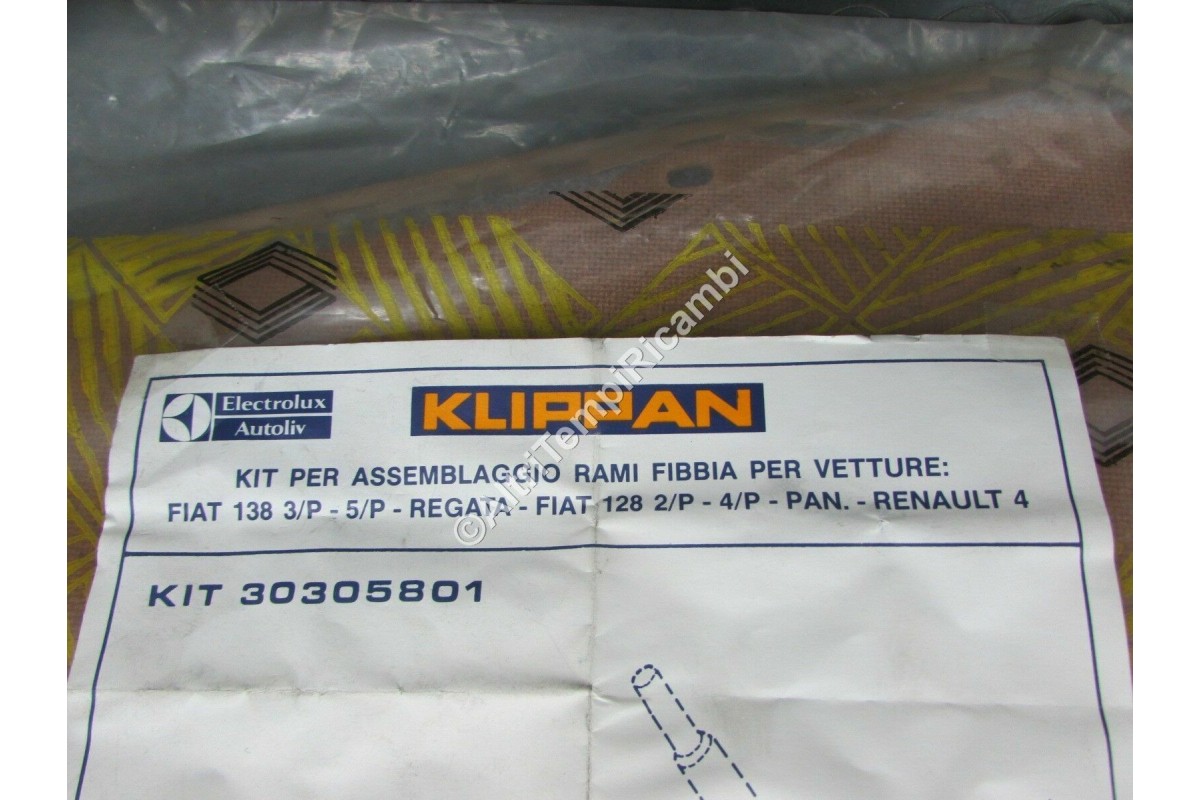 Electrolux
Autoliv
KLIPPAN
KIT PER ASSEMBLAGGIO RAMI FIBBIA PER VETTURE:
FIAT 138 3/P - 5/P - REGATA - FIAT 128 2/P - 4/P - PAN. - RENAULT 4
KIT 30305801
©AltriTempiRicambi